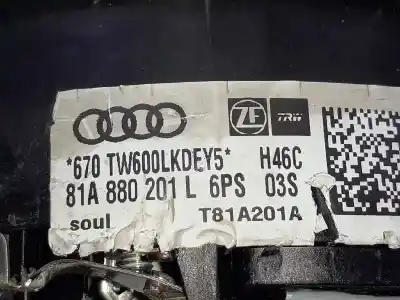 ZF TRW
*670 TW600LKDEY5* H46C
81A 880 201 L 6PS 03S
soul T81A201A